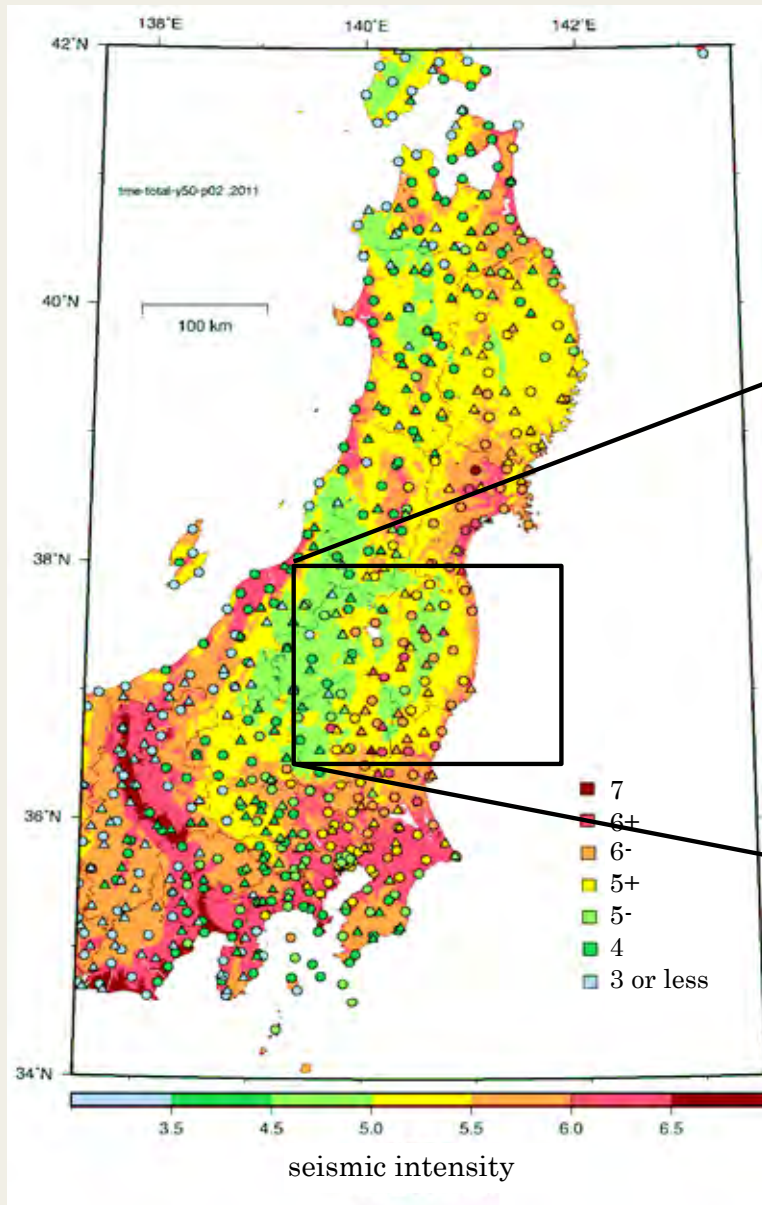 138°E 140°E 142°E
42°N
tme-total-y50-p02 .2011
40°N
100 km
38°N
36°N
34°N
7
6+
6-
5+
5-
4
3 or less
3.5 4.5 5.0 5.5 6.0 6.5
seismic intensity